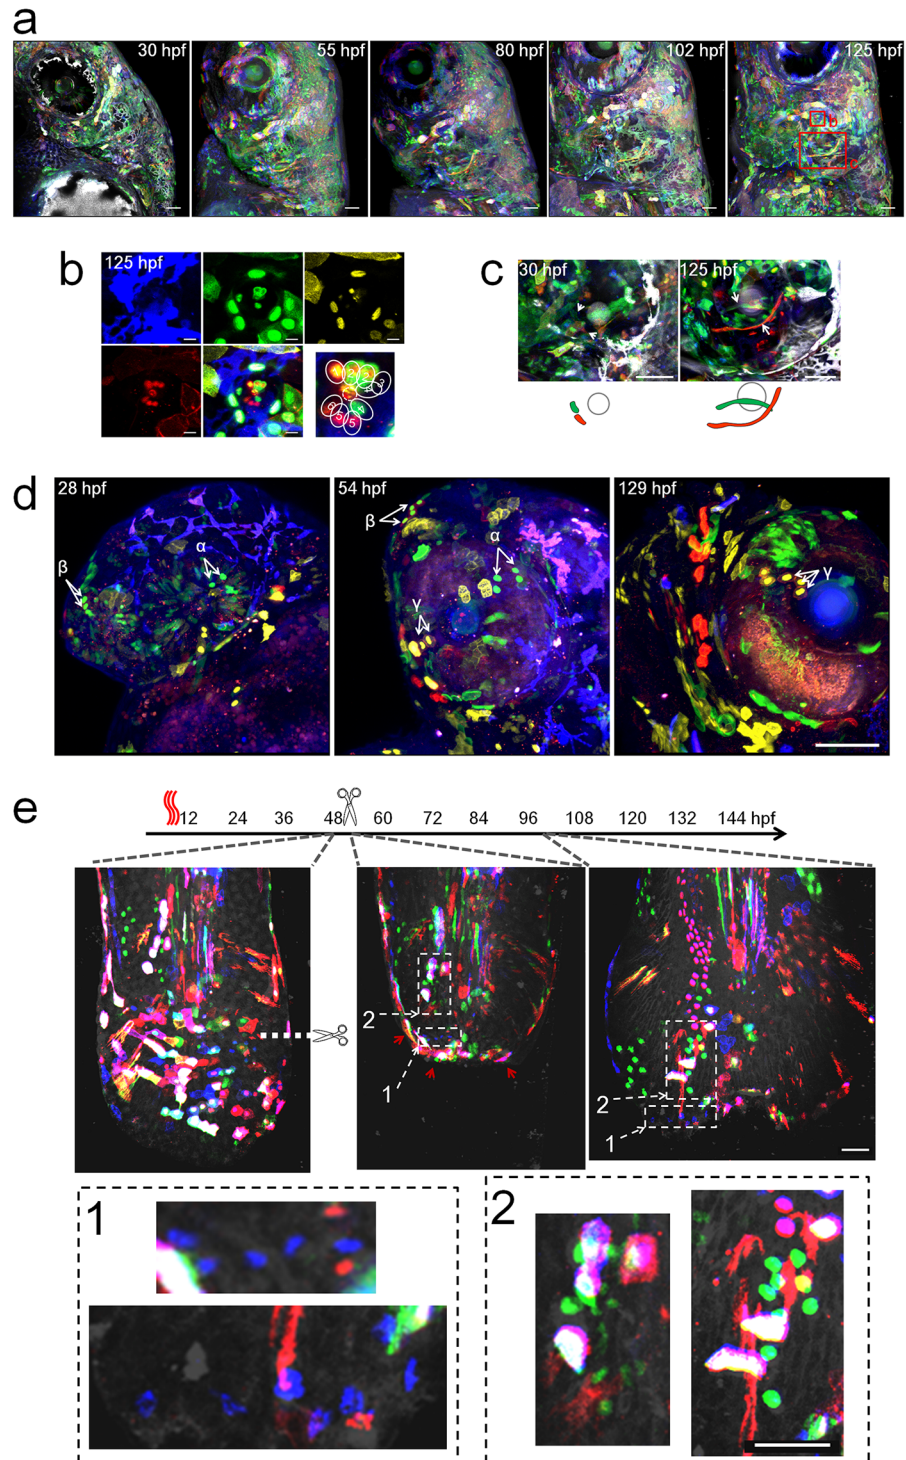 a
30 hpf 55 hpf 80 hpf 102 hpf 125 hpf
b
c
b
125 hpf
c
30 hpf 125 hpf
d
28 hpf 54 hpf 129 hpf
β α β α γ γ
e
12 24 36 48 60 72 84 96 108 120 132 144 hpf
2
1
2
1
1
2